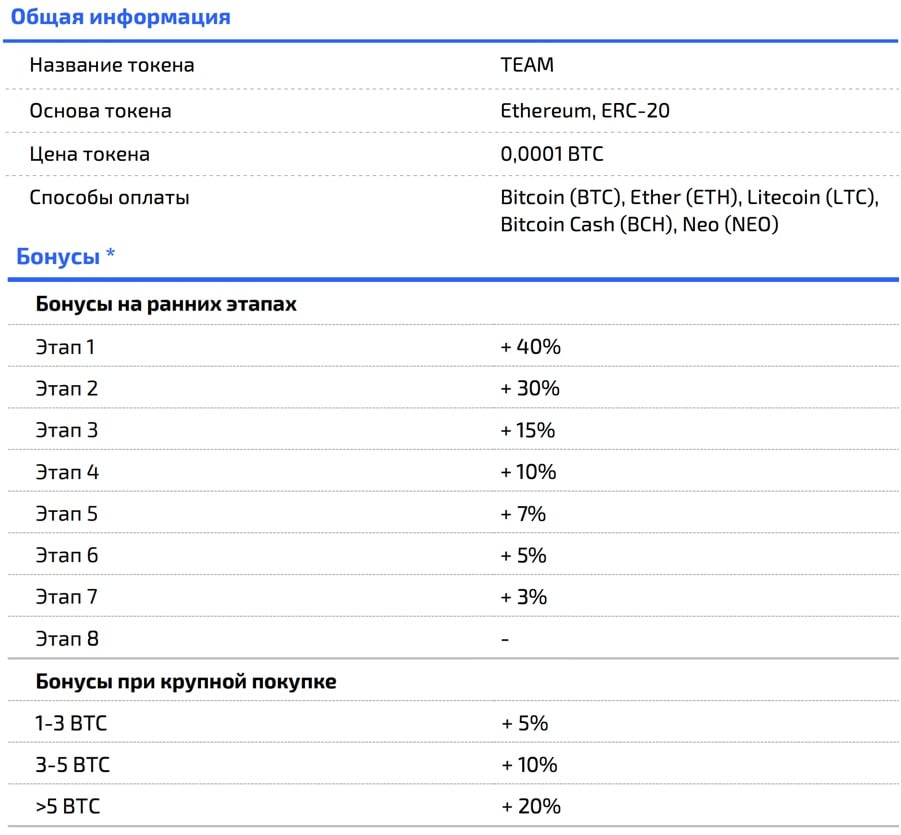 Общая информация
Название токена TEAM
Основа токена Ethereum, ERC-20
Цена токена 0,0001 BTC
Способы оплаты Bitcoin (BTC), Ether (ETH), Litecoin (LTC),
Bitcoin Cash (BCH), Neo (NEO)
Бонусы *
Бонусы на ранних этапах
Этап 1 + 40%
Этап 2 + 30%
Этап 3 + 15%
Этап 4 + 10%
Этап 5 + 7%
Этап 6 + 5%
Этап 7 + 3%
Этап 8 -
Бонусы при крупной покупке
1-3 BTC + 5%
3-5 BTC + 10%
>5 BTC + 20%